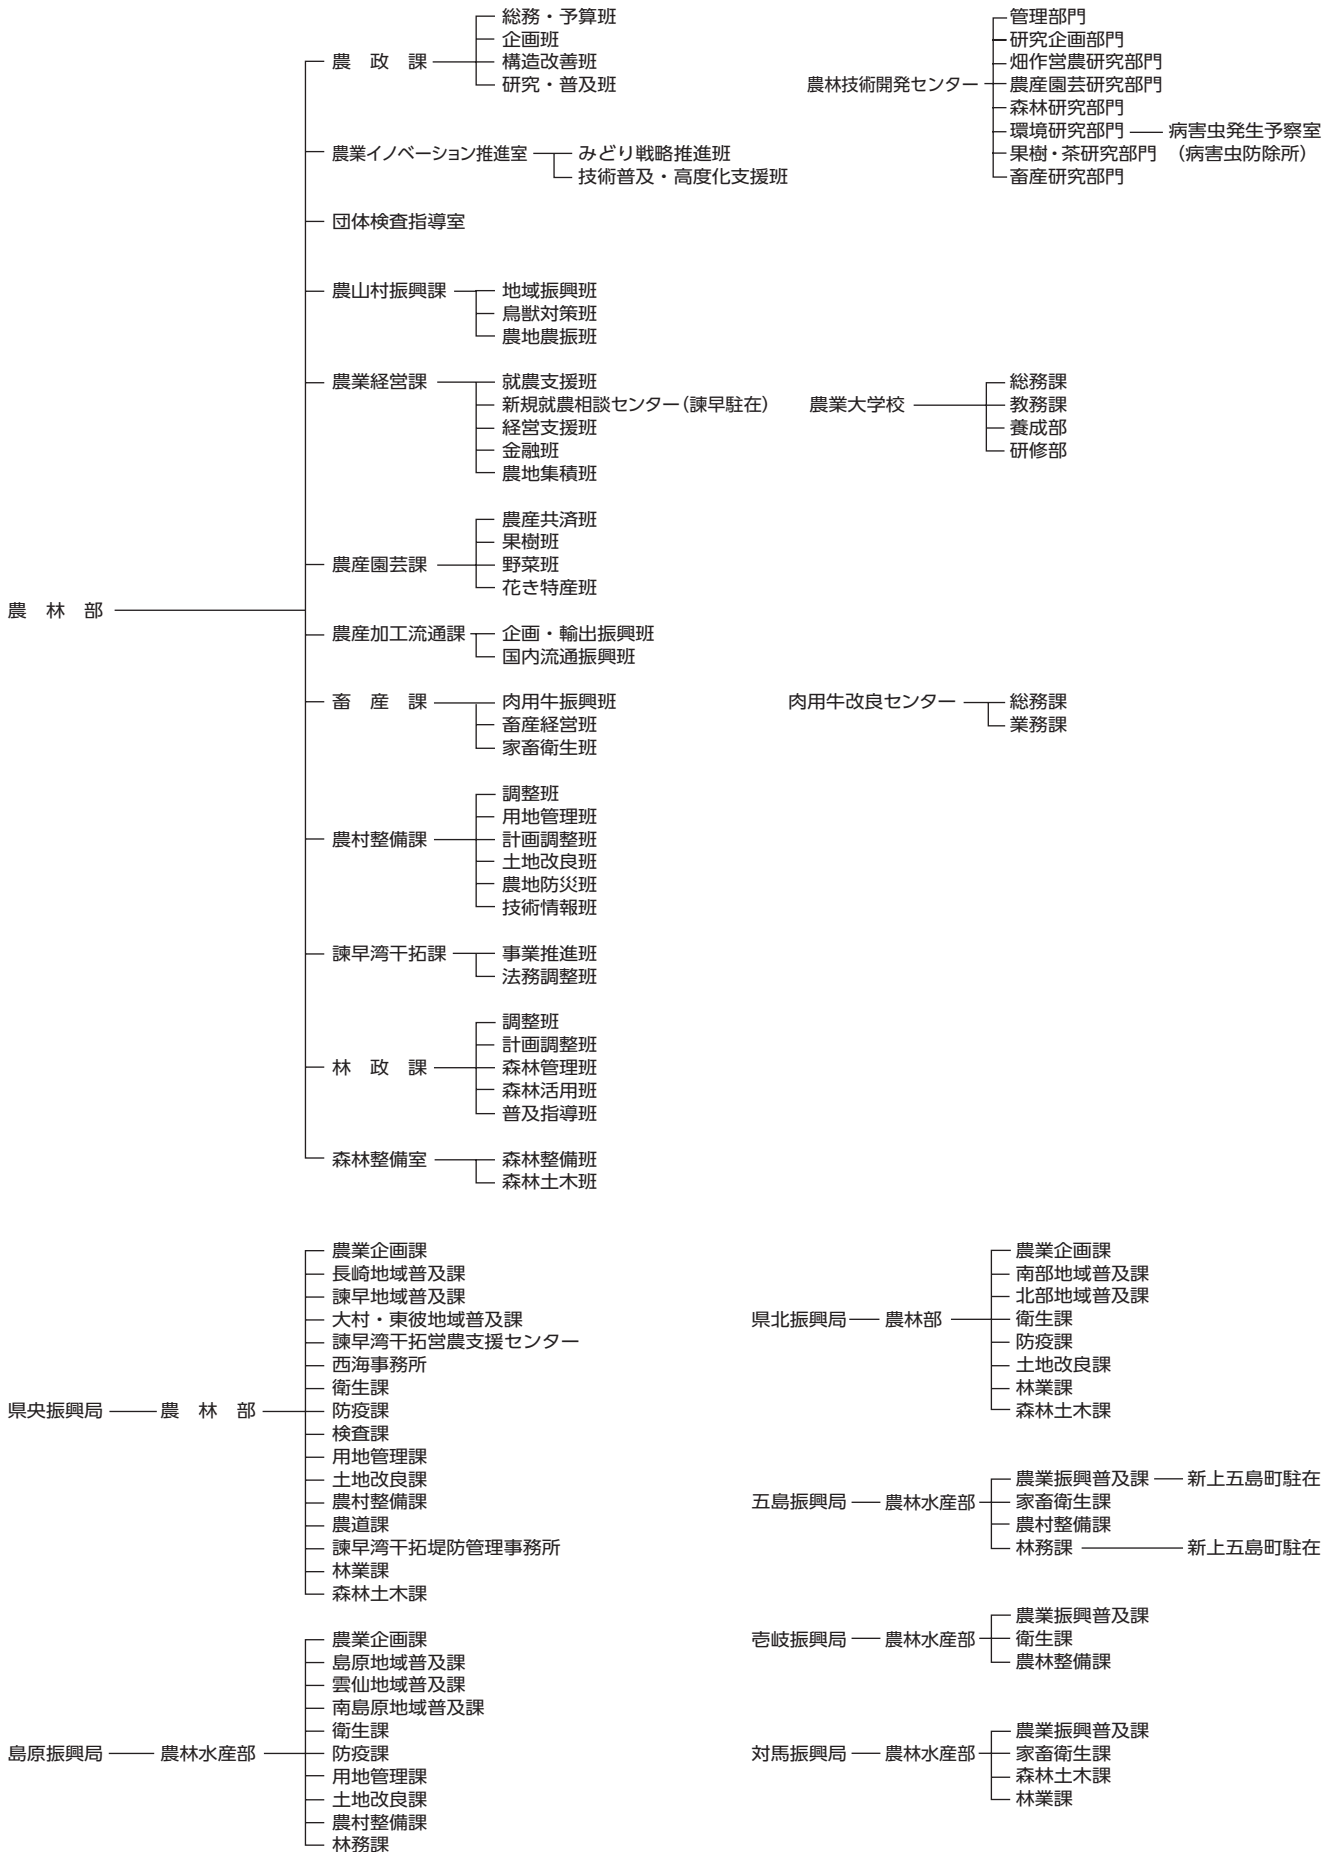 農林部
農政課
総務・予算班
企画班
構造改善班
研究・普及班
農業イノベーション推進室
みどり戦略推進班
技術普及・高度化支援班
団体検査指導室
農山村振興課
地域振興班
鳥獣対策班
農地農振班
農業経営課
就農支援班
新規就農相談センター(諫早駐在)
経営支援班
金融班
農地集積班
農産園芸課
農産共済班
果樹班
野菜班
花き特産班
農産加工流通課
企画・輸出振興班
国内流通振興班
畜産課
肉用牛振興班
畜産経営班
家畜衛生班
農村整備課
調整班
用地管理班
計画調整班
土地改良班
農地防災班
技術情報班
諫早湾干拓課
事業推進班
法務調整班
林政課
調整班
計画調整班
森林管理班
森林活用班
普及指導班
森林整備室
森林整備班
森林土木班
農林技術開発センター
管理部門
研究企画部門
畑作営農研究部門
農産園芸研究部門
森林研究部門
環境研究部門 病害虫発生予察室
果樹・茶研究部門 (病害虫防除所)
畜産研究部門
農業大学校
総務課
教務課
養成部
研修部
肉用牛改良センター
総務課
業務課
県央振興局 農林部
農業企画課
長崎地域普及課
諫早地域普及課
大村・東彼地域普及課
諫早湾干拓営農支援センター
西海事務所
衛生課
防疫課
検査課
用地管理課
土地改良課
農村整備課
農道課
諫早湾干拓堤防管理事務所
林業課
森林土木課
島原振興局 農林水産部
農業企画課
島原地域普及課
雲仙地域普及課
南島原地域普及課
衛生課
防疫課
用地管理課
土地改良課
農村整備課
林務課
県北振興局 農林部
農業企画課
南部地域普及課
北部地域普及課
衛生課
防疫課
土地改良課
林業課
森林土木課
五島振興局 農林水産部
農業振興普及課 新上五島町駐在
家畜衛生課
農村整備課
林務課 新上五島町駐在
壱岐振興局 農林水産部
農業振興普及課
衛生課
農林整備課
対馬振興局 農林水産部
農業振興普及課
家畜衛生課
森林土木課
林業課